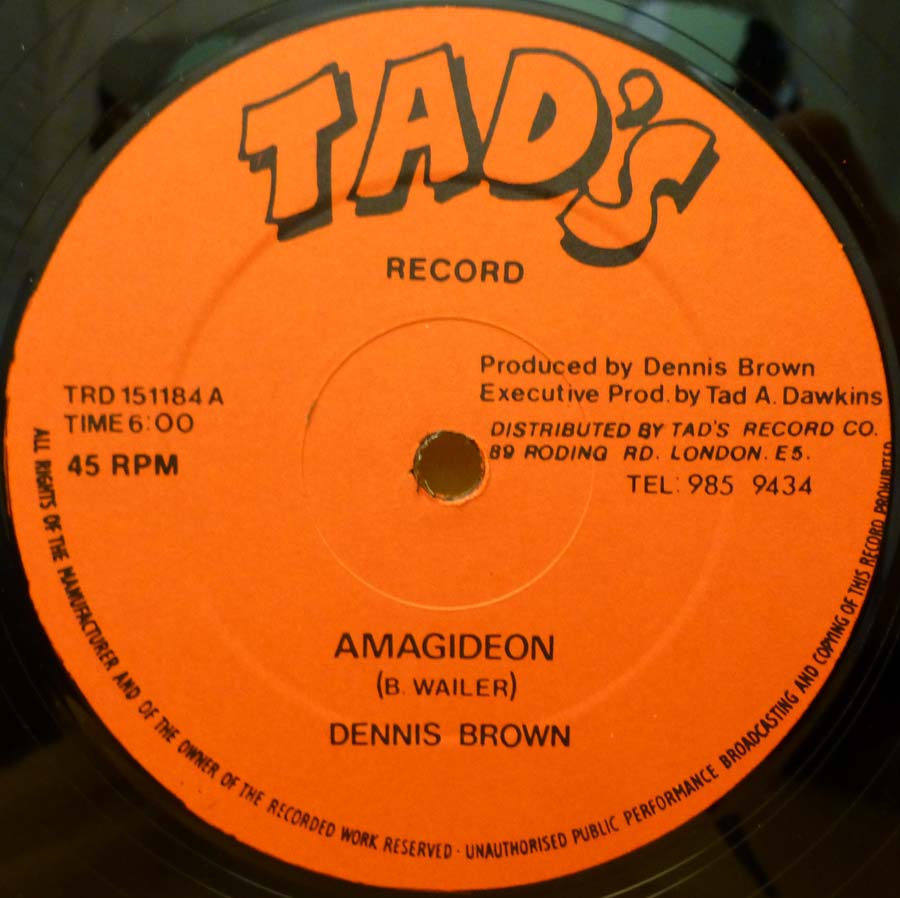 TAD'S
RECORD
Produced by Dennis Brown
Executive Prod. by Tad A. Dawkins
TRD 151184 A
TIME 6:00
45 RPM
DISTRIBUTED BY TAD'S RECORD CO.
89 RODING RD. LONDON. E5.
TEL: 985 9434
AMAGIDEON
(B. WAILER)
DENNIS BROWN
ALL RIGHTS OF THE MANUFACTURER AND OF THE OWNER OF THE RECORDED WORK RESERVED · UNAUTHORISED PUBLIC PERFORMANCE BROADCASTING AND COPYING OF THIS RECORD PROHIBITED